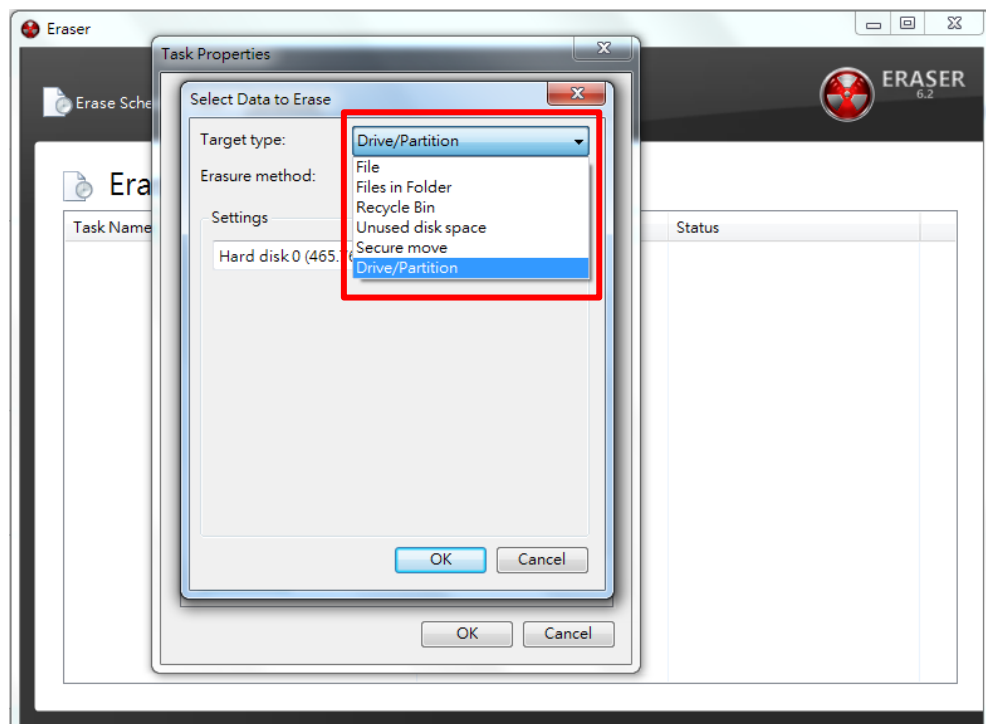 Eraser
Task Properties
ERASER
6.2
Erase Sche
Select Data to Erase
Target type:
Drive/Partition
File
Erasure method:
Files in Folder
Recycle Bin
Settings
Unused disk space
Secure move
Hard disk 0 (465.76
Drive/Partition
Era
Task Name
Status
OK
Cancel
OK
Cancel